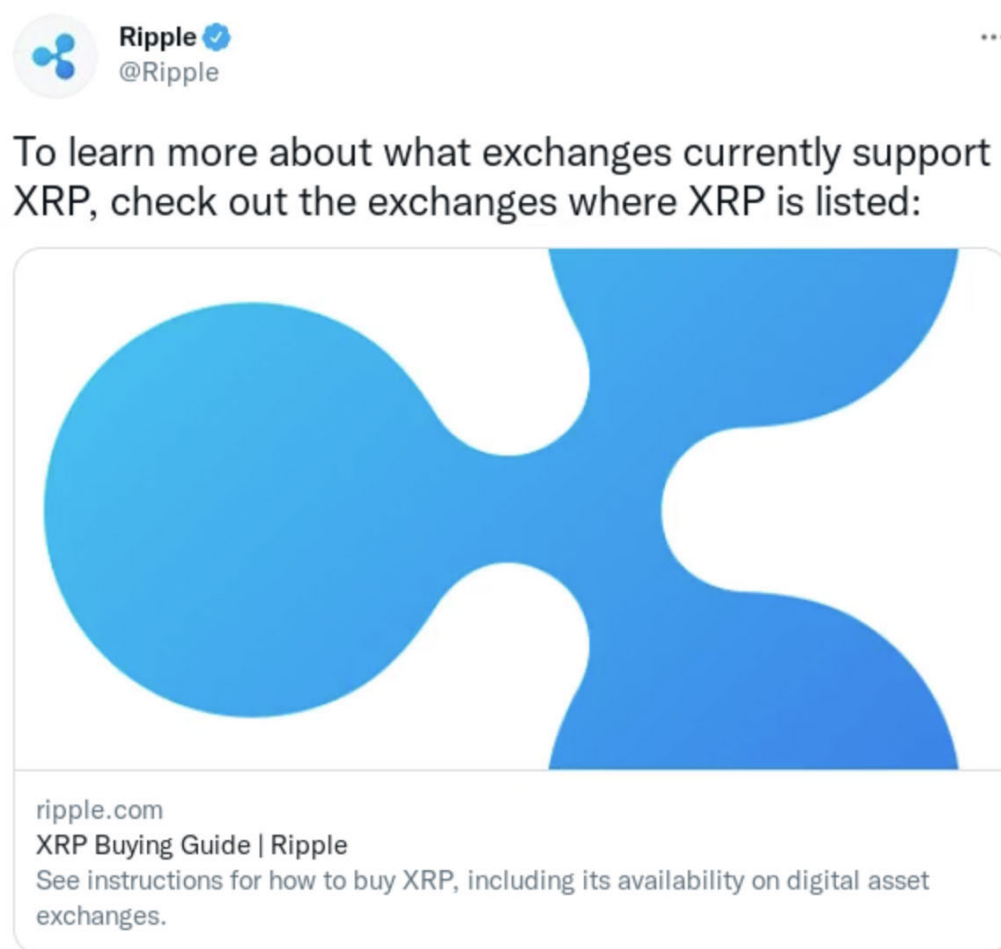 Ripple
@Ripple
To learn more about what exchanges currently support
XRP, check out the exchanges where XRP is listed:
ripple.com
XRP Buying Guide | Ripple
See instructions for how to buy XRP, including its availability on digital asset
exchanges.